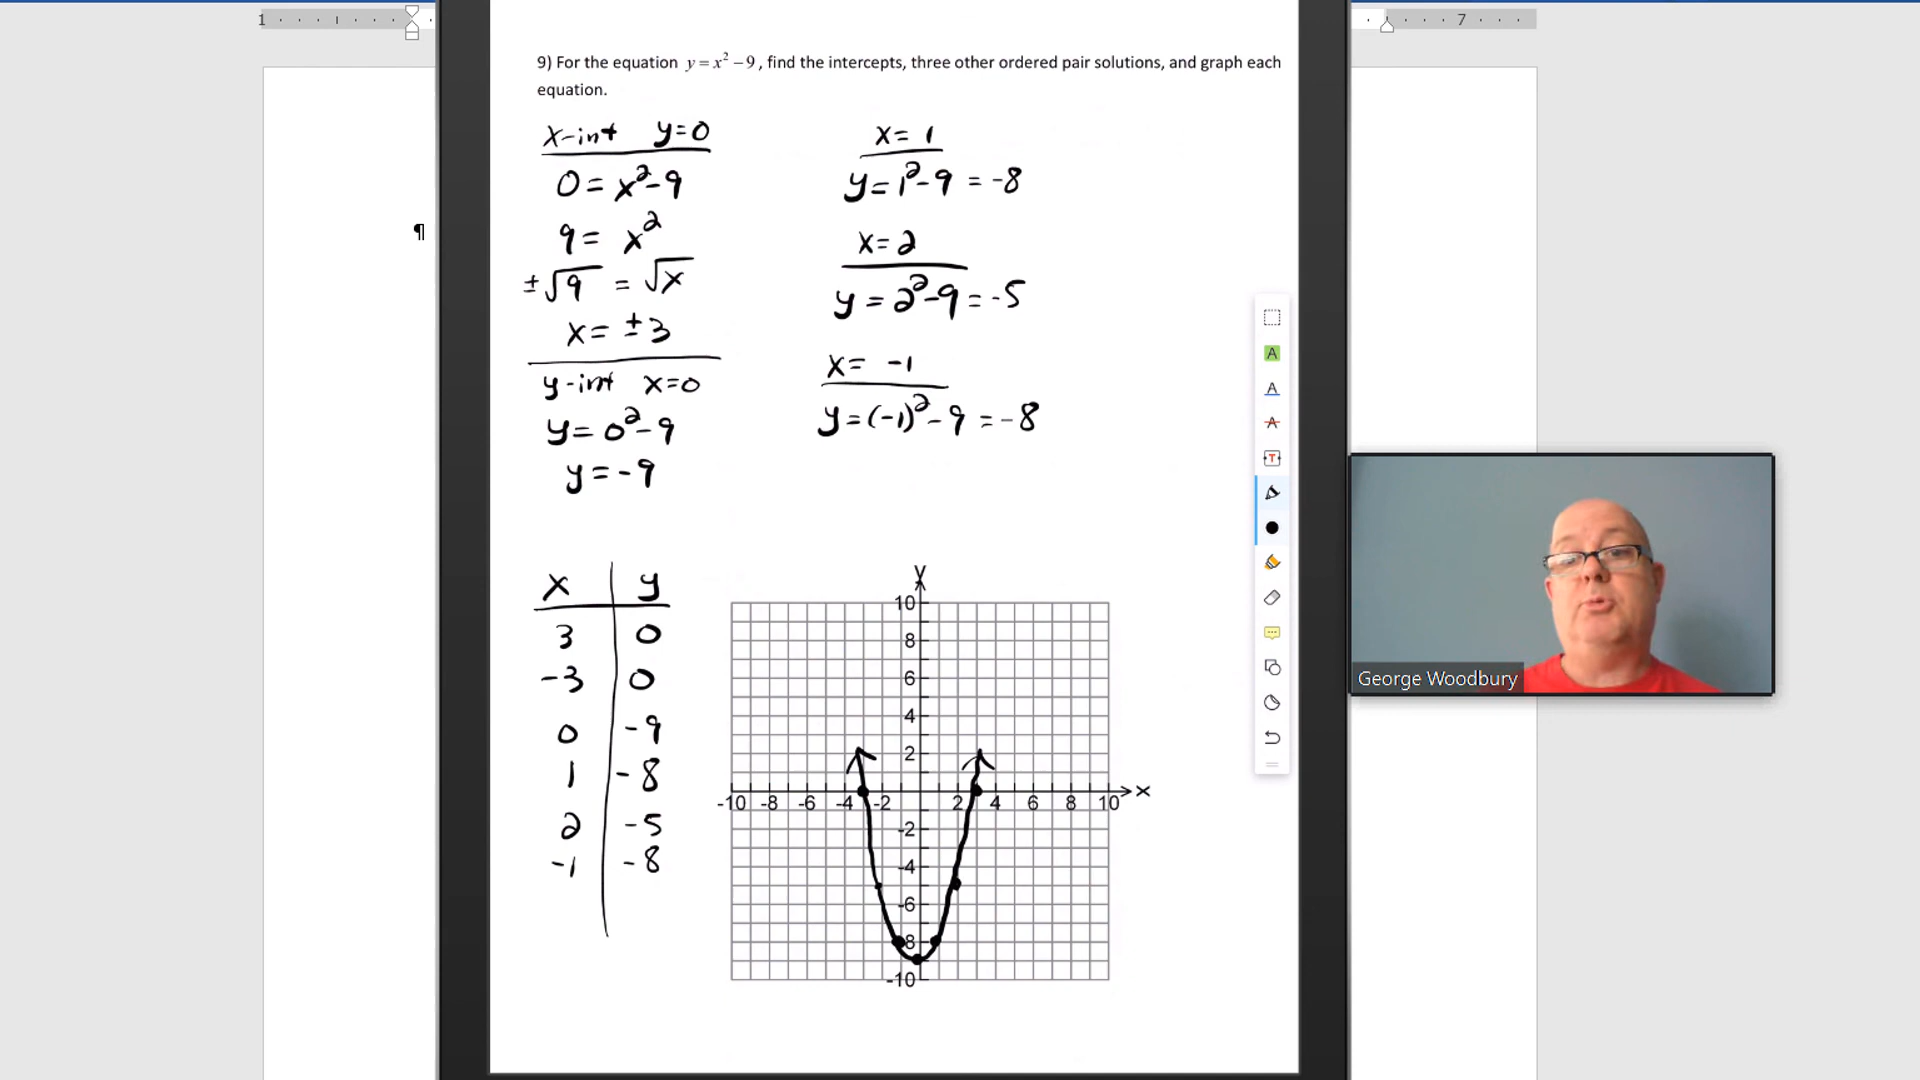 1
7
9) For the equation y = x² – 9, find the intercepts, three other ordered pair solutions, and graph each
equation.
x-int y=0
0 = x²-9
9 = x²
±√9 = √x
x = ±3
y-int x=0
y = 0²-9
y = -9
x = 1
y = 1²-9 = -8
x = 2
y = 2²-9 = -5
x = -1
y = (-1)²-9 = -8
¶
A
A
A
T
x y
3 0
-3 0
0 -9
1 -8
2 -5
-1 -8
y
10
8
6
4
2
-10 -8 -6 -4 -2 2 4 6 8 10 x
-2
-4
-6
-8
-10
George Woodbury